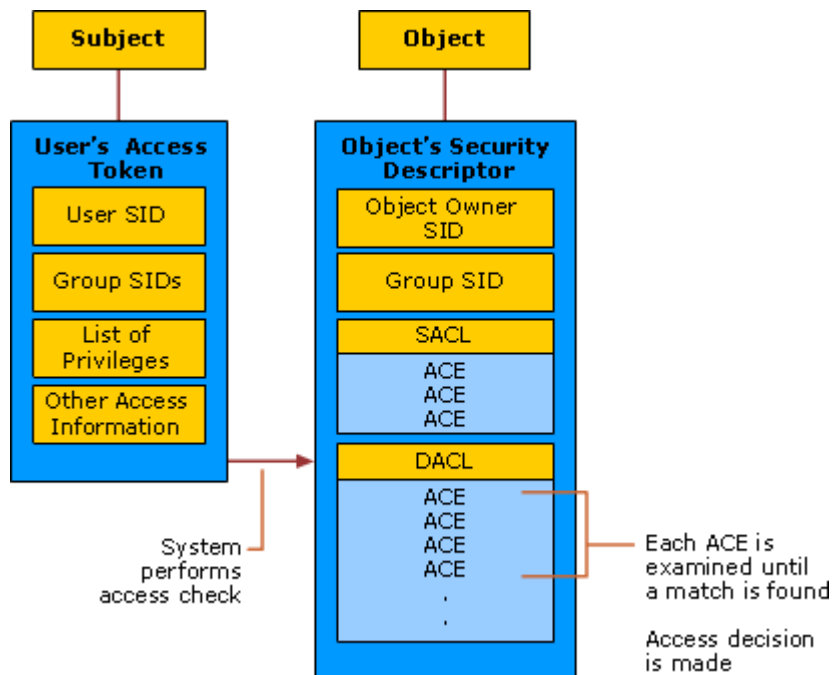 Subject
Object
User's Access
Token
User SID
Group SIDs
List of
Privileges
Other Access
Information
Object's Security
Descriptor
Object Owner
SID
Group SID
SACL
ACE
ACE
ACE
DACL
ACE
ACE
ACE
ACE
.
.
System
performs
access check
Each ACE is
examined until
a match is found
Access decision
is made